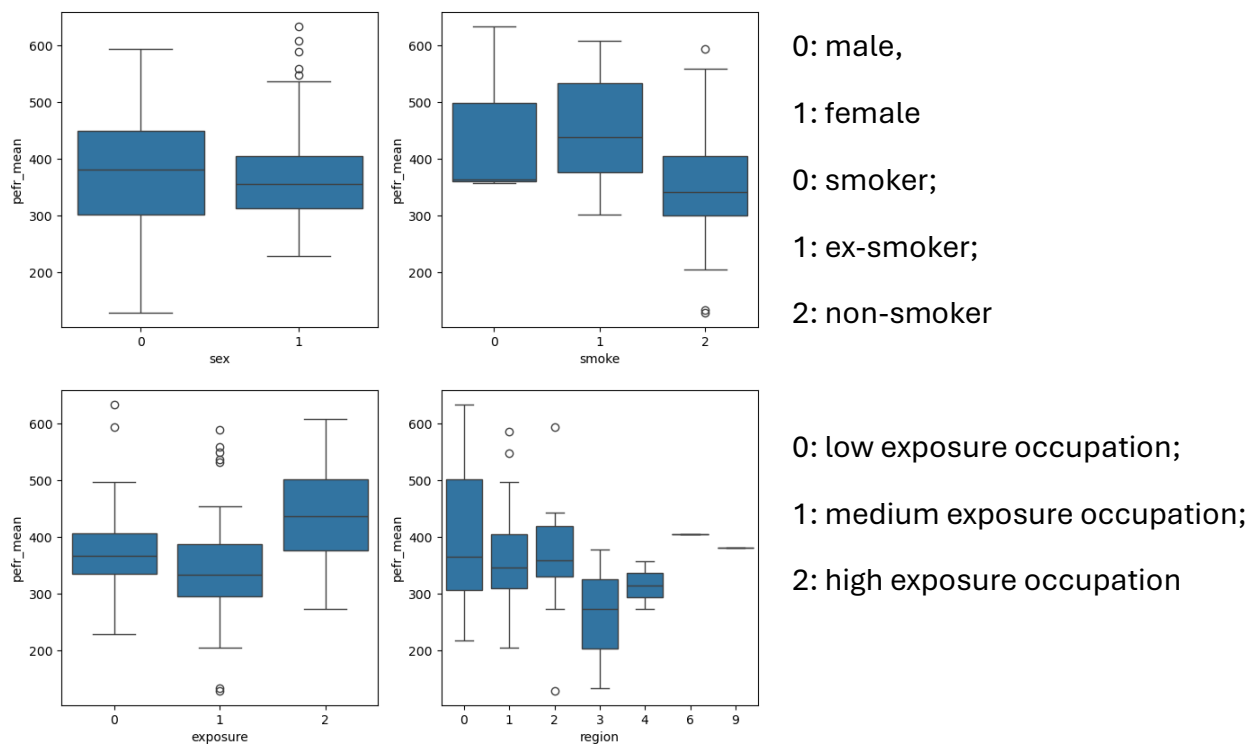 600
500
400
300
200
pefr_mean
0 1
sex
600
500
400
300
200
pefr_mean
0 1 2
smoke
0: male,
1: female
0: smoker;
1: ex-smoker;
2: non-smoker
600
500
400
300
200
pefr_mean
0 1 2
exposure
600
500
400
300
200
pefr_mean
0 1 2 3 4 6 9
region
0: low exposure occupation;
1: medium exposure occupation;
2: high exposure occupation